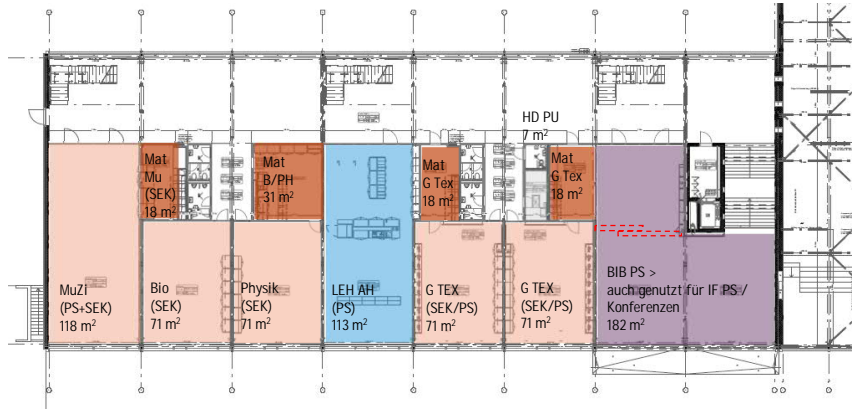 HD PU
7 m²
Mat
Mu
(SEK)
18 m²
Mat
B/PH
31 m²
Mat
G Tex
18 m²
Mat
G Tex
18 m²
MuZi
(PS+SEK)
118 m²
Bio
(SEK)
71 m²
Physik
(SEK)
71 m²
LEH AH
(PS)
113 m²
G TEX
(SEK/PS)
71 m²
G TEX
(SEK/PS)
71 m²
BIB PS >
auch genutzt für IF PS /
Konferenzen
182 m²